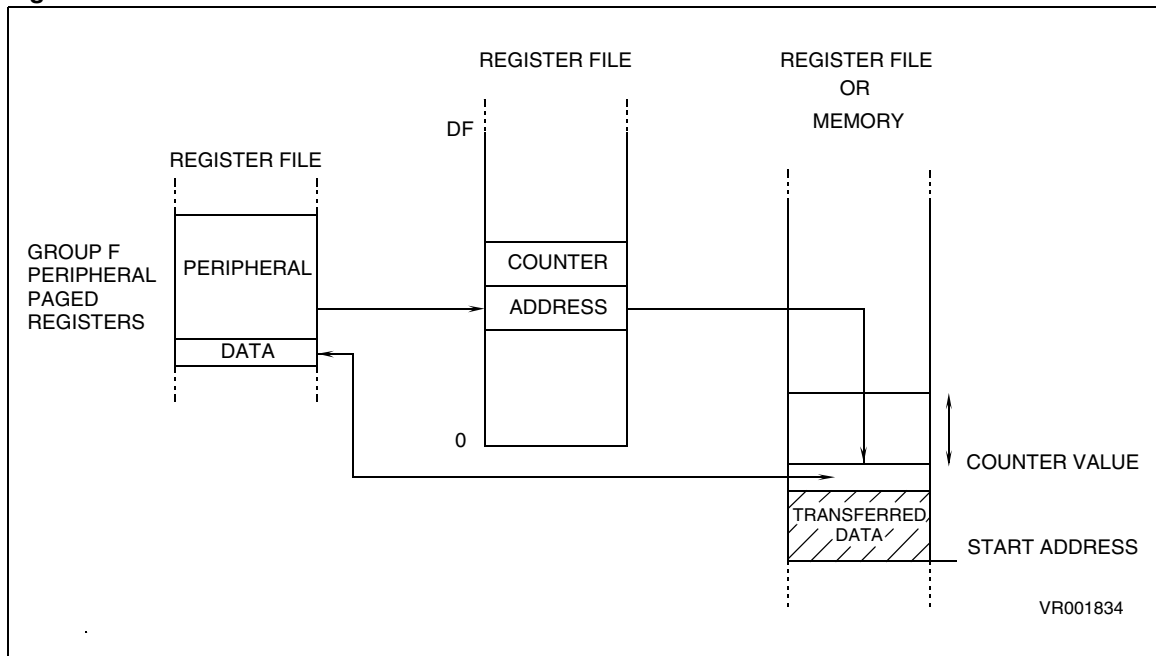 REGISTER FILE
REGISTER FILE
OR
MEMORY
DF
REGISTER FILE
GROUP F
PERIPHERAL
PAGED
REGISTERS
PERIPHERAL
COUNTER
ADDRESS
DATA
0
COUNTER VALUE
TRANSFERRED
DATA
START ADDRESS
VR001834